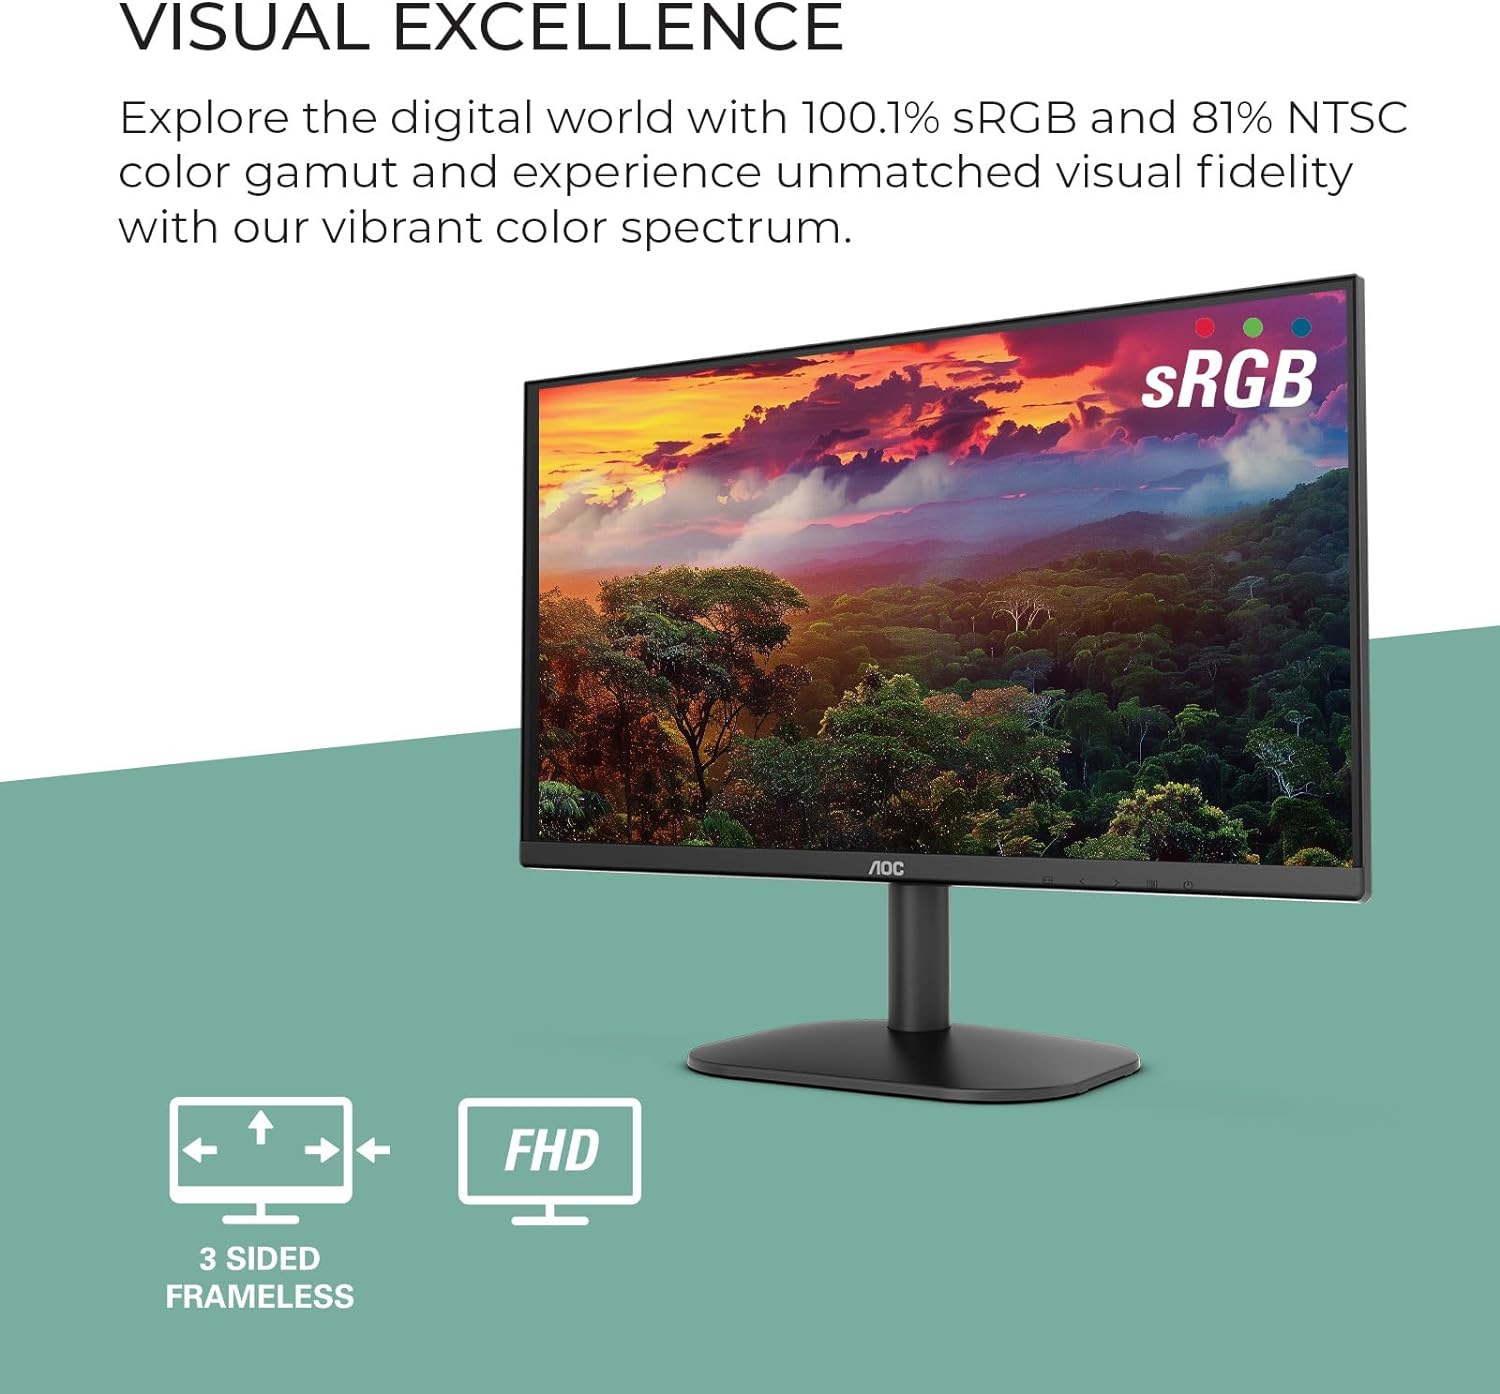 VISUAL EXCELLENCE
Explore the digital world with 100.1% sRGB and 81% NTSC
color gamut and experience unmatched visual fidelity
with our vibrant color spectrum.
sRGB
AOC
FHD
3 SIDED
FRAMELESS